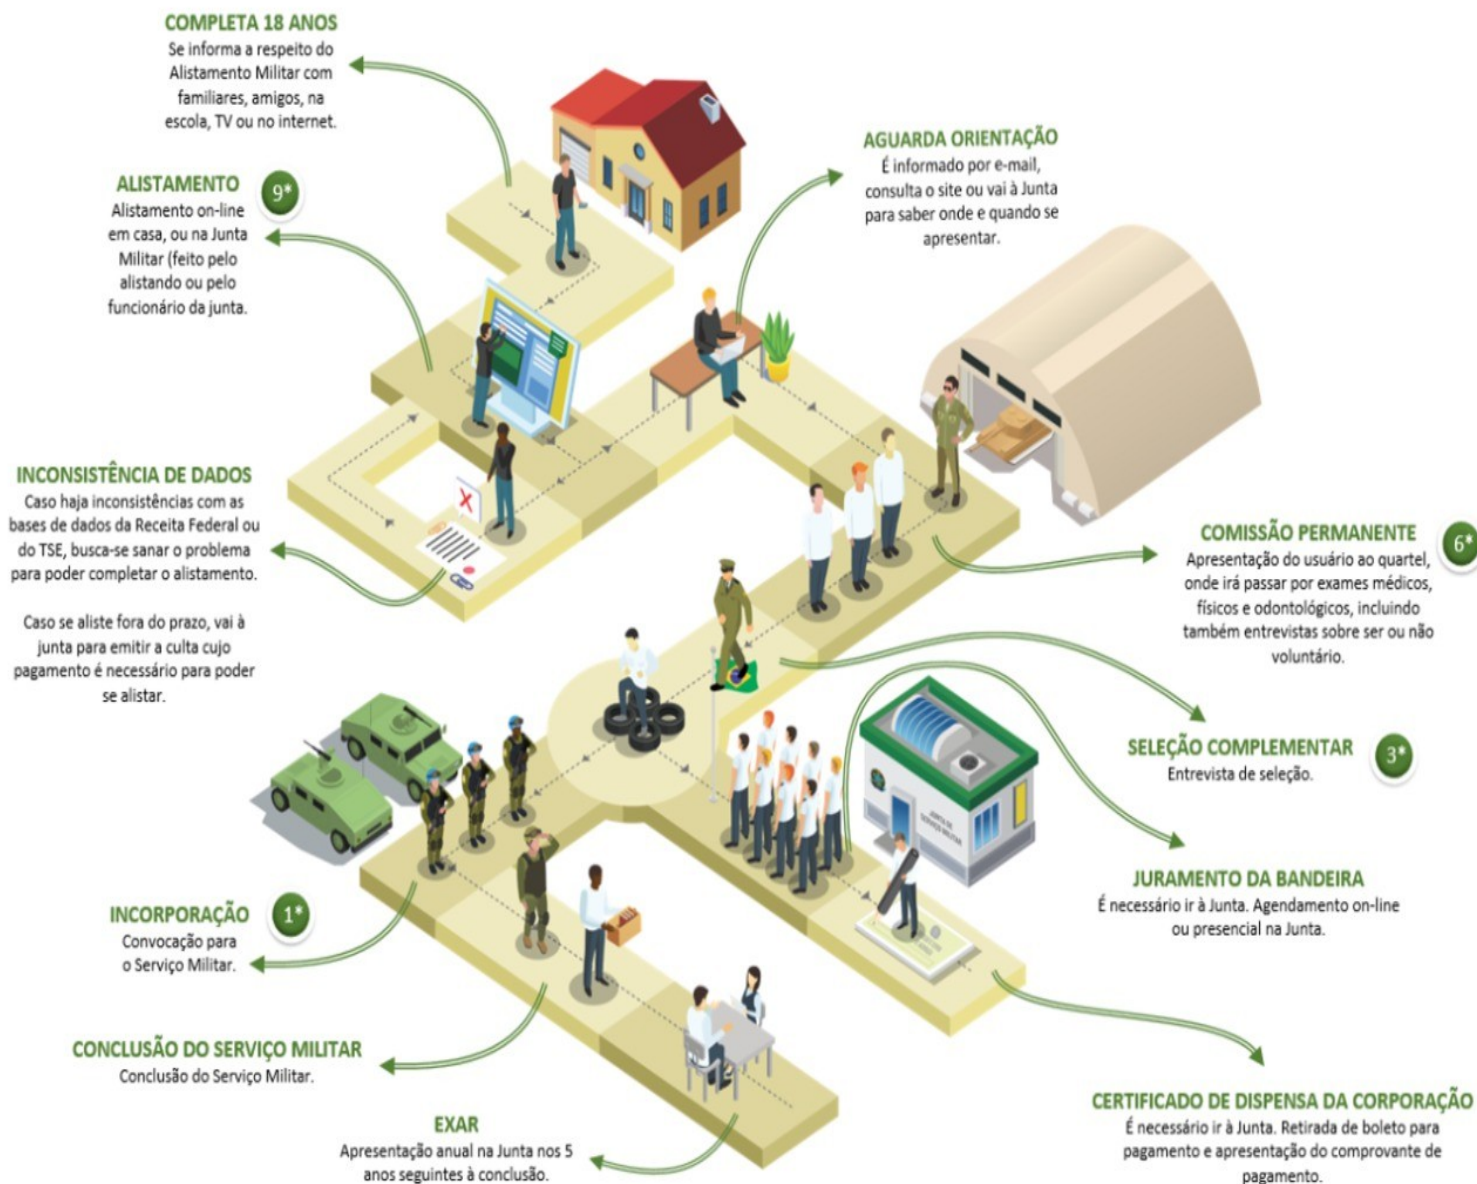 COMPLETA 18 ANOS
Se informa a respeito do
Alistamento Militar com
familiares, amigos, na
escola, TV ou no internet.
ALISTAMENTO
9*
Alistamento on-line
em casa, ou na Junta
Militar (feito pelo
alistando ou pelo
funcionário da junta.
AGUARDA ORIENTAÇÃO
É informado por e-mail,
consulta o site ou vai à Junta
para saber onde e quando se
apresentar.
INCONSISTÊNCIA DE DADOS
Caso haja inconsistências com as
bases de dados da Receita Federal ou
do TSE, busca-se sanar o problema
para poder completar o alistamento.
Caso se aliste fora do prazo, vai à
junta para emitir a culta cujo
pagamento é necessário para poder
se alistar.
COMISSÃO PERMANENTE
6*
Apresentação do usuário ao quartel,
onde irá passar por exames médicos,
físicos e odontológicos, incluindo
também entrevistas sobre ser ou não
voluntário.
SELEÇÃO COMPLEMENTAR
3*
Entrevista de seleção.
JUNTA DE
SERVIÇO MILITAR
JURAMENTO DA BANDEIRA
É necessário ir à Junta. Agendamento on-line
ou presencial na Junta.
INCORPORAÇÃO
1*
Convocação para
o Serviço Militar.
CONCLUSÃO DO SERVIÇO MILITAR
Conclusão do Serviço Militar.
EXAR
Apresentação anual na Junta nos 5
anos seguintes à conclusão.
CERTIFICADO DE DISPENSA DA CORPORAÇÃO
É necessário ir à Junta. Retirada de boleto para
pagamento e apresentação do comprovante de
pagamento.